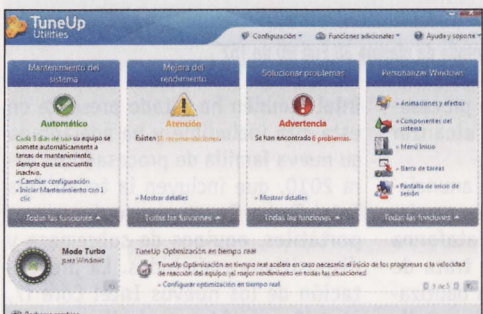 TuneUp
Utilities
Configuración
Funciones adicionales
Ayuda y soporte
Mantenimiento del
sistema
Automático
Cada 3 días de uso su equipo se
somete automáticamente a
tareas de mantenimiento,
siempre que se encuentre
inactivo.
» Cambiar configuración
» Iniciar Mantenimiento con 1
clic
Todas las funciones
Mejora del
rendimiento
Atención
Existen recomendaciones.
» Mostrar detalles
Todas las funciones
Solucionar problemas
Advertencia
Se han encontrado 6 problemas.
» Mostrar detalles
Todas las funciones
Personalizar Windows
» Animaciones y efectos
» Componentes del
sistema
» Menú Inicio
» Barra de tareas
» Pantalla de inicio de
sesión
Todas las funciones
Modo Turbo
para Windows
TuneUp Optimización en tiempo real
TuneUp Optimización en tiempo real acelera en caso necesario el inicio de los programas o la velocidad
de reacción del equipo: ¡el mejor rendimiento en todas las situaciones!
» Configurar optimización en tiempo real